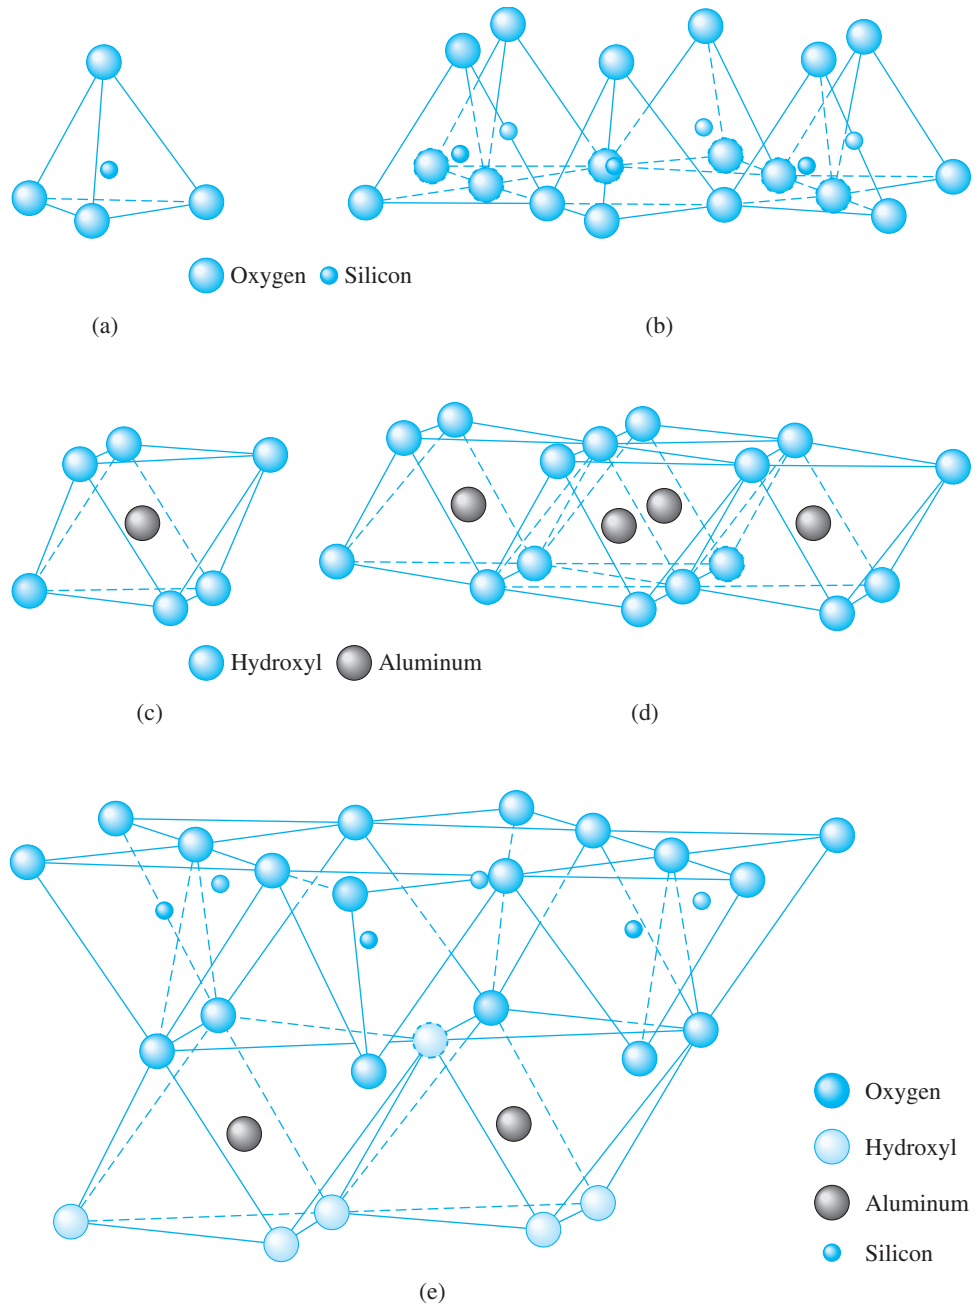 Oxygen Silicon
(a) (b)
Hydroxyl Aluminum
(c) (d)
Oxygen
Hydroxyl
Aluminum
Silicon
(e)